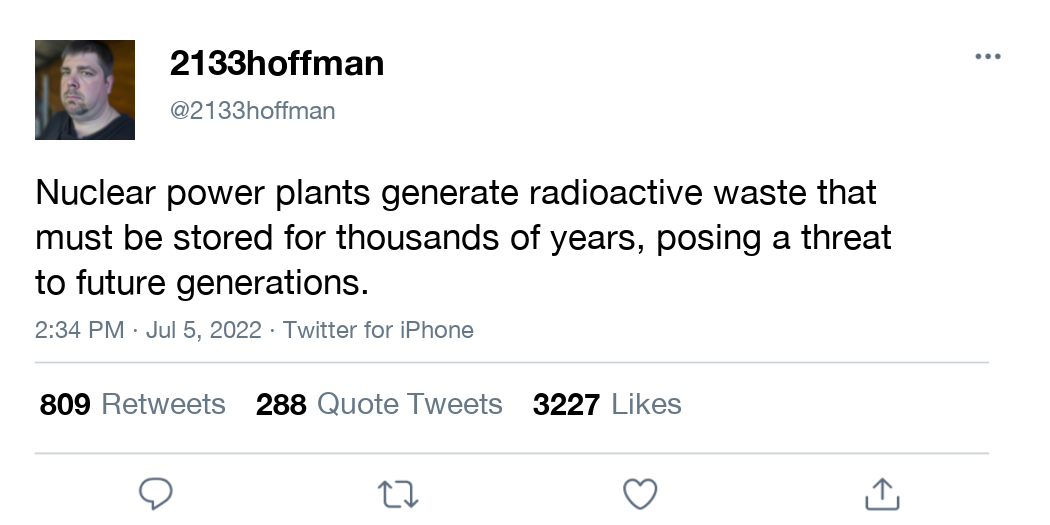 2133hoffman
@2133hoffman
Nuclear power plants generate radioactive waste that
must be stored for thousands of years, posing a threat
to future generations.
2:34 PM · Jul 5, 2022 · Twitter for iPhone
809 Retweets 288 Quote Tweets 3227 Likes